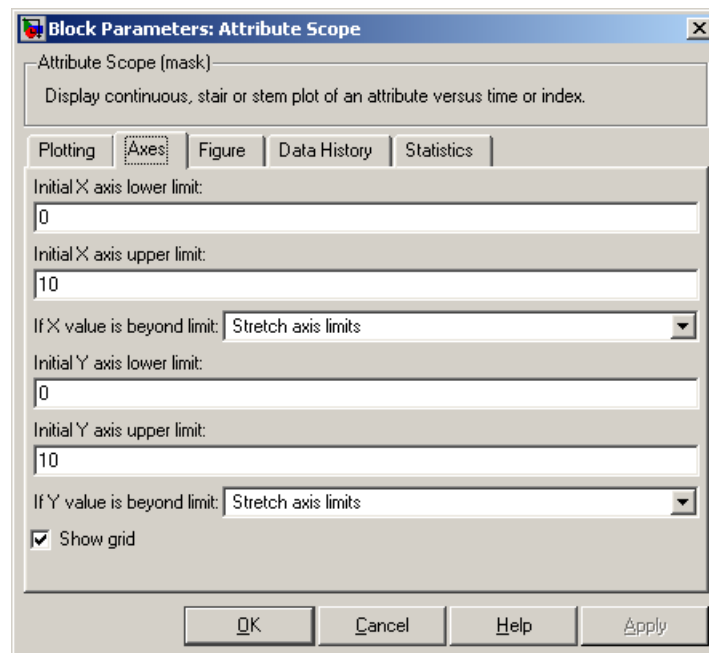 Block Parameters: Attribute Scope
Attribute Scope (mask)
Display continuous, stair or stem plot of an attribute versus time or index.
Plotting Axes Figure Data History Statistics
Initial X axis lower limit:
0
Initial X axis upper limit:
10
If X value is beyond limit: Stretch axis limits
Initial Y axis lower limit:
0
Initial Y axis upper limit:
10
If Y value is beyond limit: Stretch axis limits
Show grid
OK Cancel Help Apply